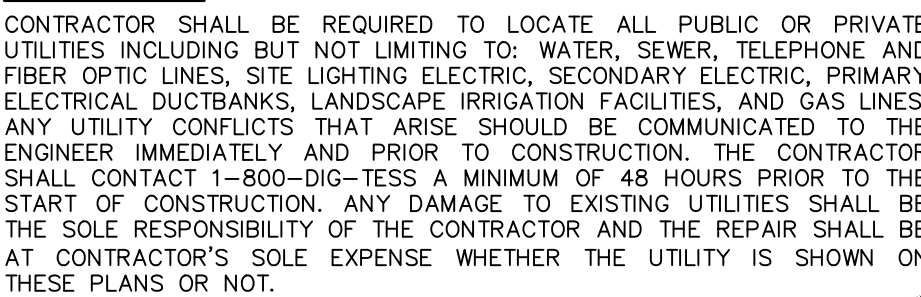 CONTRACTOR SHALL BE REQUIRED TO LOCATE ALL PUBLIC OR PRIVATE
UTILITIES INCLUDING BUT NOT LIMITING TO: WATER, SEWER, TELEPHONE AND
FIBER OPTIC LINES, SITE LIGHTING ELECTRIC, SECONDARY ELECTRIC, PRIMARY
ELECTRICAL DUCTBANKS, LANDSCAPE IRRIGATION FACILITIES, AND GAS LINES
ANY UTILITY CONFLICTS THAT ARISE SHOULD BE COMMUNICATED TO THE
ENGINEER IMMEDIATELY AND PRIOR TO CONSTRUCTION. THE CONTRACTOR
SHALL CONTACT 1-800-DIG-TESS A MINIMUM OF 48 HOURS PRIOR TO THE
START OF CONSTRUCTION. ANY DAMAGE TO EXISTING UTILITIES SHALL BE
THE SOLE RESPONSIBILITY OF THE CONTRACTOR AND THE REPAIR SHALL BE
AT CONTRACTOR'S SOLE EXPENSE WHETHER THE UTILITY IS SHOWN ON
THESE PLANS OR NOT.